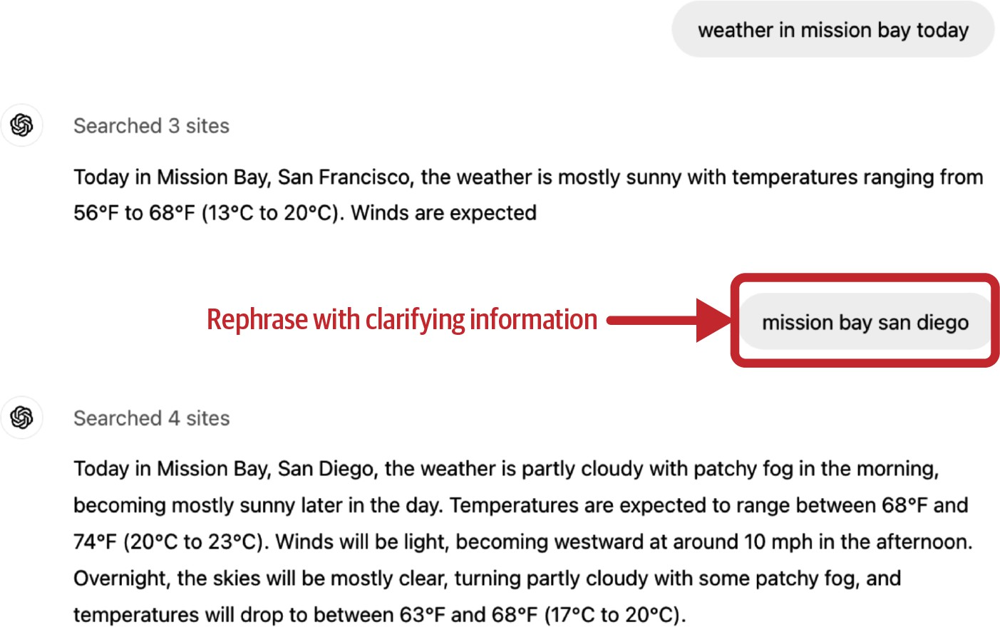 weather in mission bay today
Searched 3 sites
Today in Mission Bay, San Francisco, the weather is mostly sunny with temperatures ranging from
56°F to 68°F (13°C to 20°C). Winds are expected
Rephrase with clarifying information
mission bay san diego
Searched 4 sites
Today in Mission Bay, San Diego, the weather is partly cloudy with patchy fog in the morning,
becoming mostly sunny later in the day. Temperatures are expected to range between 68°F and
74°F (20°C to 23°C). Winds will be light, becoming westward at around 10 mph in the afternoon.
Overnight, the skies will be mostly clear, turning partly cloudy with some patchy fog, and
temperatures will drop to between 63°F and 68°F (17°C to 20°C).